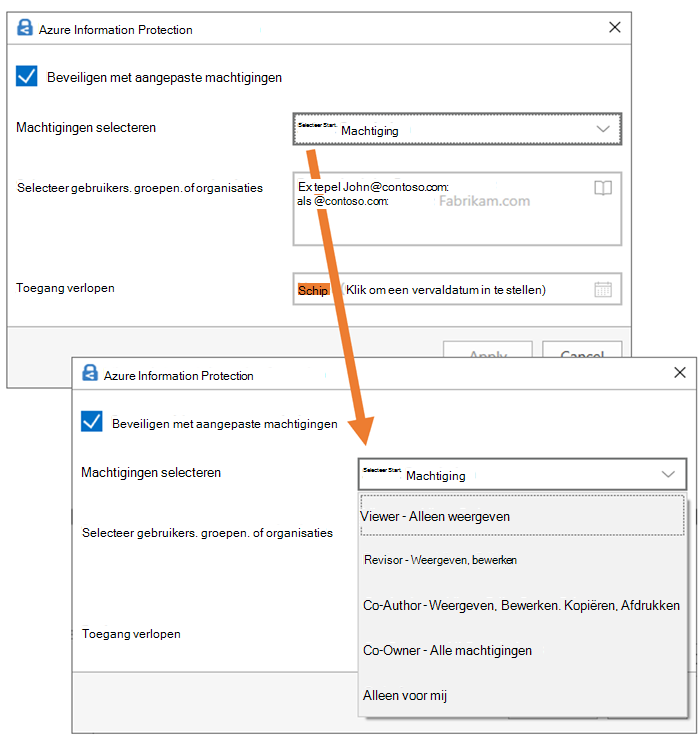 Azure Information Protection
Beveiligen met aangepaste machtigingen
Machtigingen selecteren
Selecteer Start. Machtiging
Selecteer gebruikers. groepen. of organisaties
Extepel John@contoso.com:
als @contoso.com: Fabrikam.com
Toegang verlopen
Schip (Klik om een vervaldatum in te stellen)
Apply Cancel
Azure Information Protection
Beveiligen met aangepaste machtigingen
Machtigingen selecteren
Selecteer Start. Machtiging
Viewer - Alleen weergeven
Selecteer gebruikers. groepen. of organisaties
Revisor - Weergeven, bewerken
Co-Author - Weergeven, Bewerken. Kopiëren, Afdrukken
Toegang verlopen
Co-Owner - Alle machtigingen
Alleen voor mij